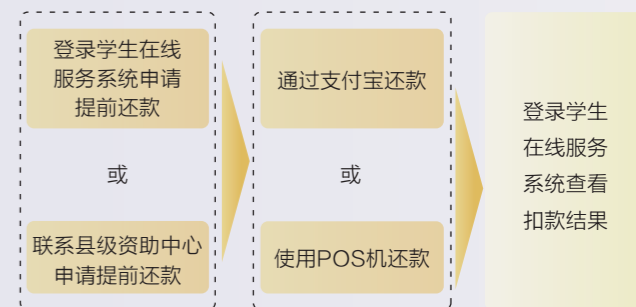 登录学生在线
服务系统申请
提前还款
或
联系县级资助中心
申请提前还款
通过支付宝还款
或
使用POS机还款
登录学生
在线服务
系统查看
扣款结果